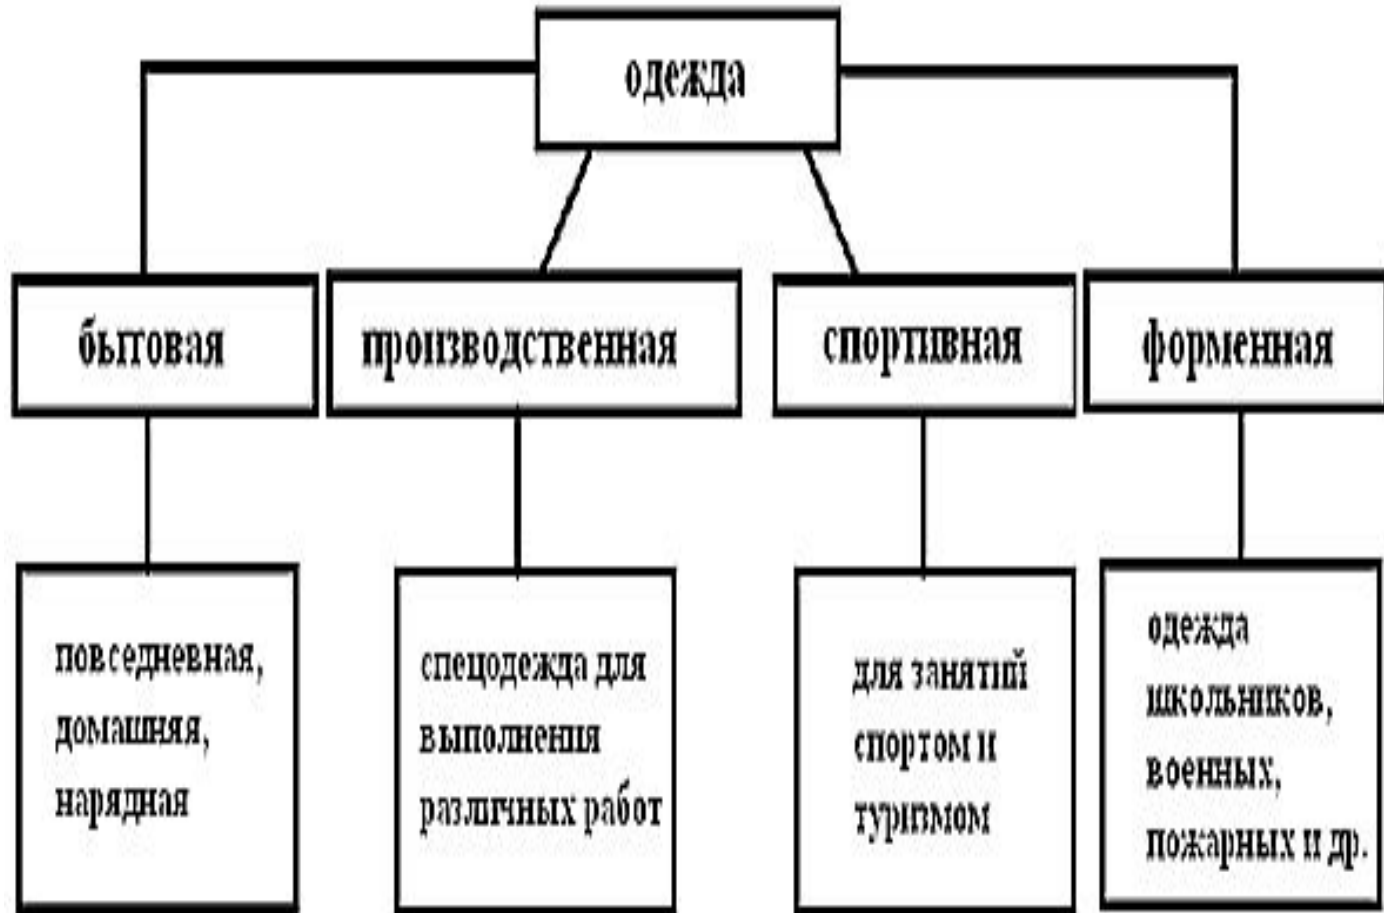 одежда
бытовая
производственная
спортивная
форменная
повседневная,
домашняя,
нарядная
спецодежда для
выполнения
различных работ
для занятий
спортом и
туризмом
одежда
школьников,
военных,
пожарных и др.